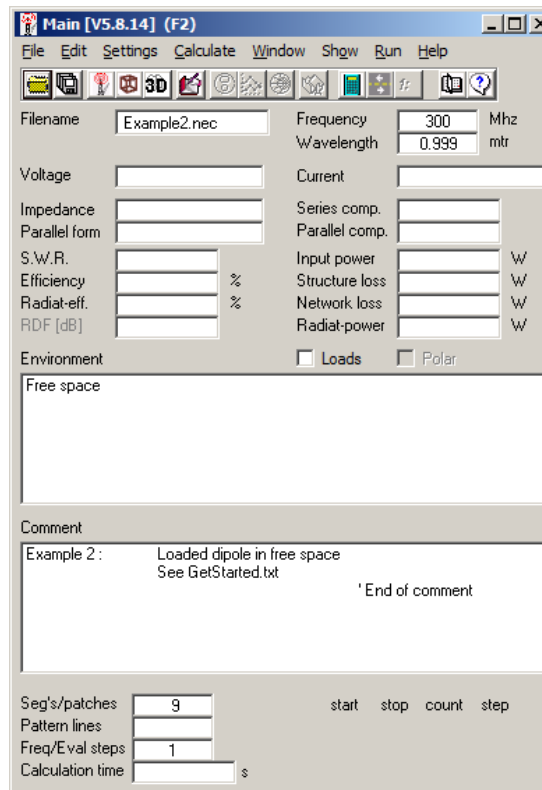 Main [V5.8.14] (F2)
File Edit Settings Calculate Window Show Run Help
3D
Filename Example2.nec Frequency 300 Mhz
Wavelength 0.999 mtr
Voltage Current
Impedance Series comp.
Parallel form Parallel comp.
S.W.R. Input power W
Efficiency % Structure loss W
Radiat-eff. % Network loss W
RDF [dB] Radiat-power W
Environment Loads Polar
Free space
Comment
Example 2 : Loaded dipole in free space
See GetStarted.txt
' End of comment
Seg's/patches 9 start stop count step
Pattern lines
Freq/Eval steps 1
Calculation time s